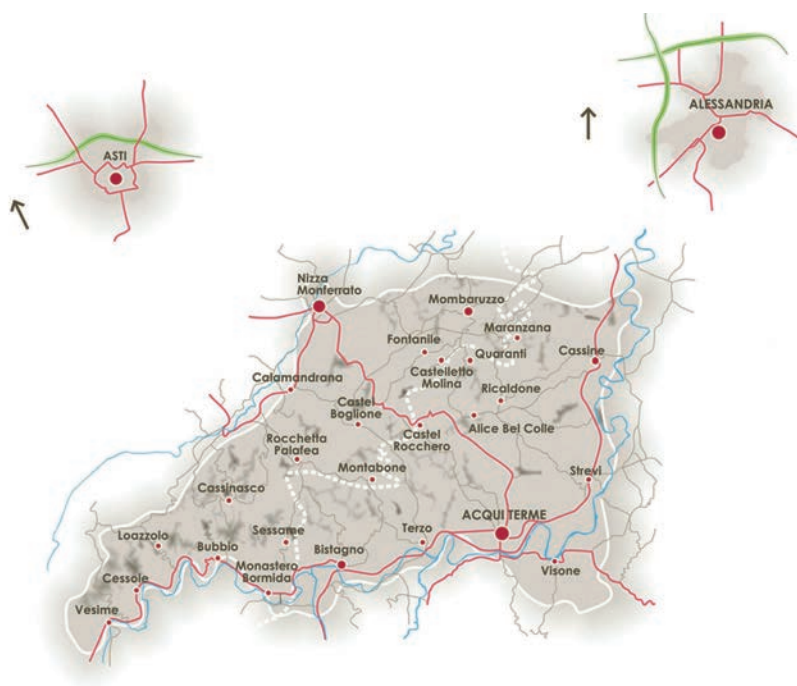 ALESSANDRIA
ASTI
Nizza
Monferrato
Mombaruzzo
Maranzana
Fontanile
Quaranti
Cassine
Castelletto
Molina
Calamandrana
Ricaldone
Castel
Boglione
Alice Bel Colle
Castel
Rocchero
Rocchetta
Palafea
Montabone
Strevi
Cassinasco
ACQUI TERME
Loazzolo
Sessame
Terzo
Bubbio
Bistagno
Visone
Cessole
Monastero
Bormida
Vesime